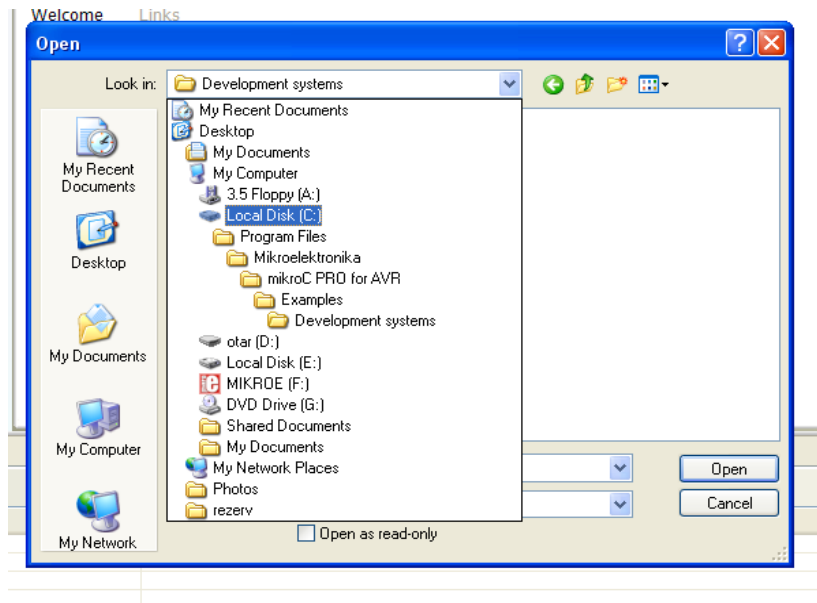 Welcome Links
Open
Look in: Development systems
My Recent Documents
Desktop
My Documents
My Computer
3.5 Floppy (A:)
Local Disk (C:)
Program Files
Mikroelektronika
mikroC PRO for AVR
Examples
Development systems
otar (D:)
Local Disk (E:)
MIKROE (F:)
DVD Drive (G:)
Shared Documents
My Documents
My Network Places
Photos
rezerv
My Recent
Documents
Desktop
My Documents
My Computer
My Network
Open
Cancel
Open as read-only